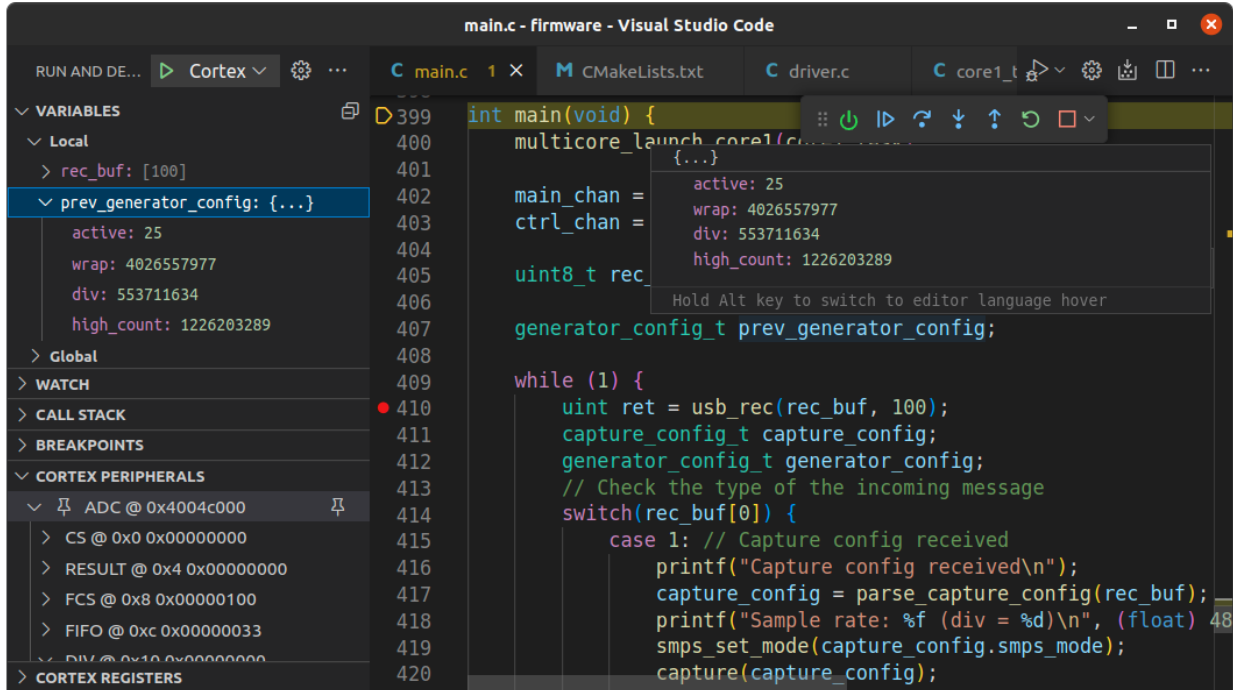 main.c - firmware - Visual Studio Code
RUN AND DE... Cortex
VARIABLES
Local
rec_buf: [100]
prev_generator_config: {...}
active: 25
wrap: 4026557977
div: 553711634
high_count: 1226203289
Global
WATCH
CALL STACK
BREAKPOINTS
CORTEX PERIPHERALS
ADC @ 0x4004c000
CS @ 0x0 0x00000000
RESULT @ 0x4 0x00000000
FCS @ 0x8 0x00000100
FIFO @ 0xc 0x00000033
DIV @ 0x10 0x00000000
CORTEX REGISTERS
C main.c 1 M CMakeLists.txt C driver.c C core1_t
399 int main(void) {
400 multicore_launch_core1(
401
402 main_chan =
403 ctrl_chan =
404
405 uint8_t rec_
406
407 generator_config_t prev_generator_config;
408
409 while (1) {
410 uint ret = usb_rec(rec_buf, 100);
411 capture_config_t capture_config;
412 generator_config_t generator_config;
413 // Check the type of the incoming message
414 switch(rec_buf[0]) {
415 case 1: // Capture config received
416 printf("Capture config received\n");
417 capture_config = parse_capture_config(rec_buf);
418 printf("Sample rate: %f (div = %d)\n", (float) 48
419 smps_set_mode(capture_config.smps_mode);
420 capture(capture_config);
{...}
active: 25
wrap: 4026557977
div: 553711634
high_count: 1226203289
Hold Alt key to switch to editor language hover